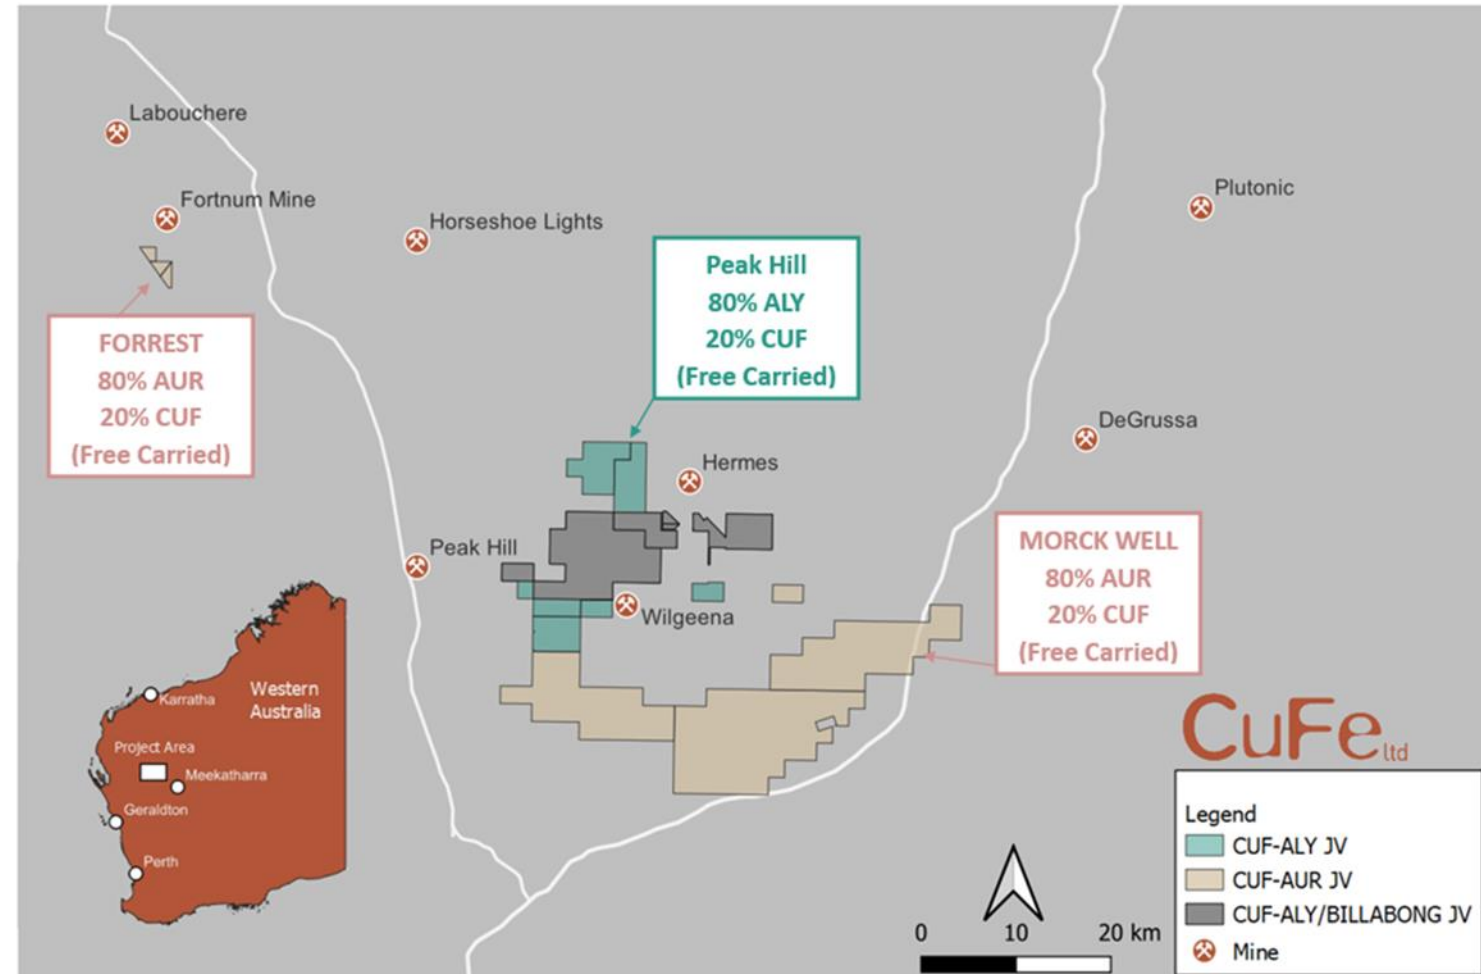 Labouchere
Fortnum Mine
Horseshoe Lights
Plutonic
Peak Hill
80% ALY
20% CUF
(Free Carried)
FORREST
80% AUR
20% CUF
(Free Carried)
DeGrussa
Hermes
MORCK WELL
80% AUR
20% CUF
(Free Carried)
Peak Hill
Wilgeena
Western
Australia
Karratha
Project Area
Meekatharra
Geraldton
Perth
CuFe ltd
Legend
CUF-ALY JV
CUF-AUR JV
CUF-ALY/BILLABONG JV
Mine
0 10 20 km